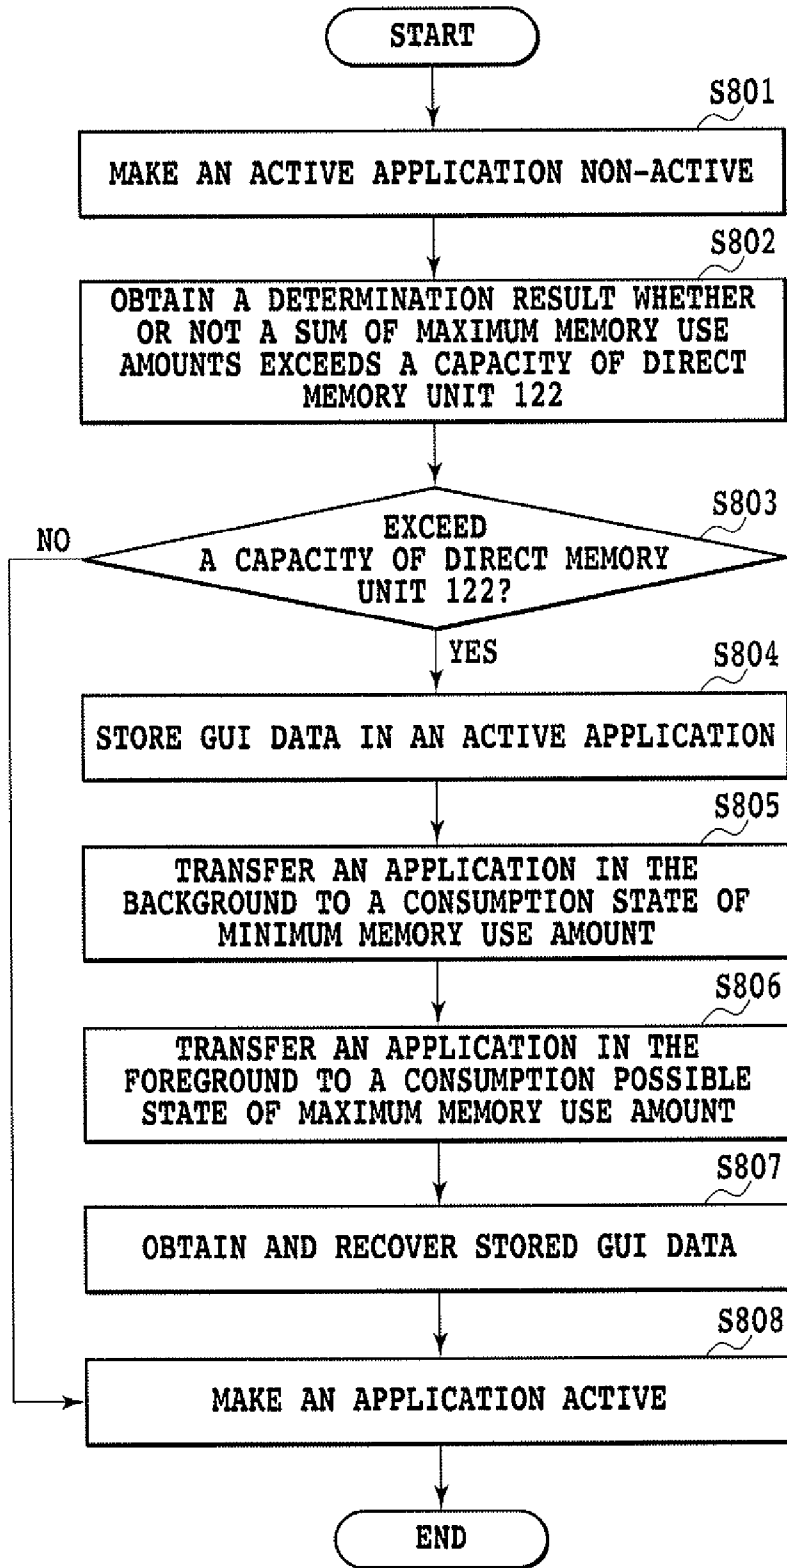 START
S801
MAKE AN ACTIVE APPLICATION NON-ACTIVE
S802
OBTAIN A DETERMINATION RESULT WHETHER
OR NOT A SUM OF MAXIMUM MEMORY USE
AMOUNTS EXCEEDS A CAPACITY OF DIRECT
MEMORY UNIT 122
S803
NO
EXCEED
A CAPACITY OF DIRECT MEMORY
UNIT 122?
YES
S804
STORE GUI DATA IN AN ACTIVE APPLICATION
S805
TRANSFER AN APPLICATION IN THE
BACKGROUND TO A CONSUMPTION STATE OF
MINIMUM MEMORY USE AMOUNT
S806
TRANSFER AN APPLICATION IN THE
FOREGROUND TO A CONSUMPTION POSSIBLE
STATE OF MAXIMUM MEMORY USE AMOUNT
S807
OBTAIN AND RECOVER STORED GUI DATA
S808
MAKE AN APPLICATION ACTIVE
END